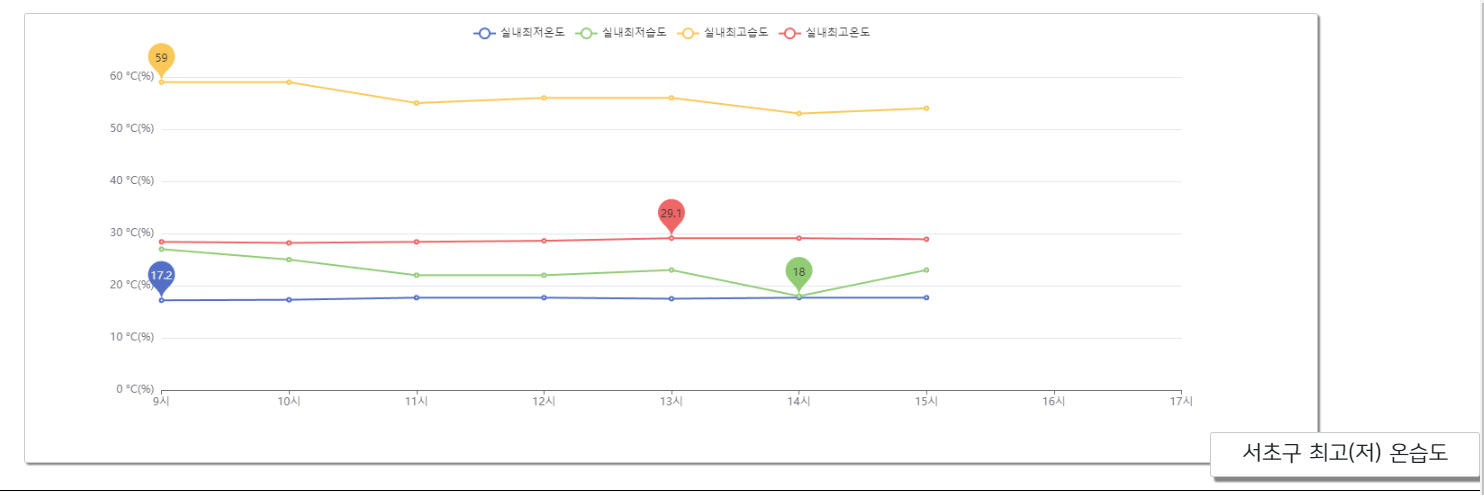 실내최저온도 실내최저습도 실내최고습도 실내최고온도
59
60 °C(%)
50 °C(%)
40 °C(%)
29.1
30 °C(%)
17.2
18
20 °C(%)
10 °C(%)
0 °C(%)
9시 10시 11시 12시 13시 14시 15시 16시 17시
서초구 최고(저) 온습도